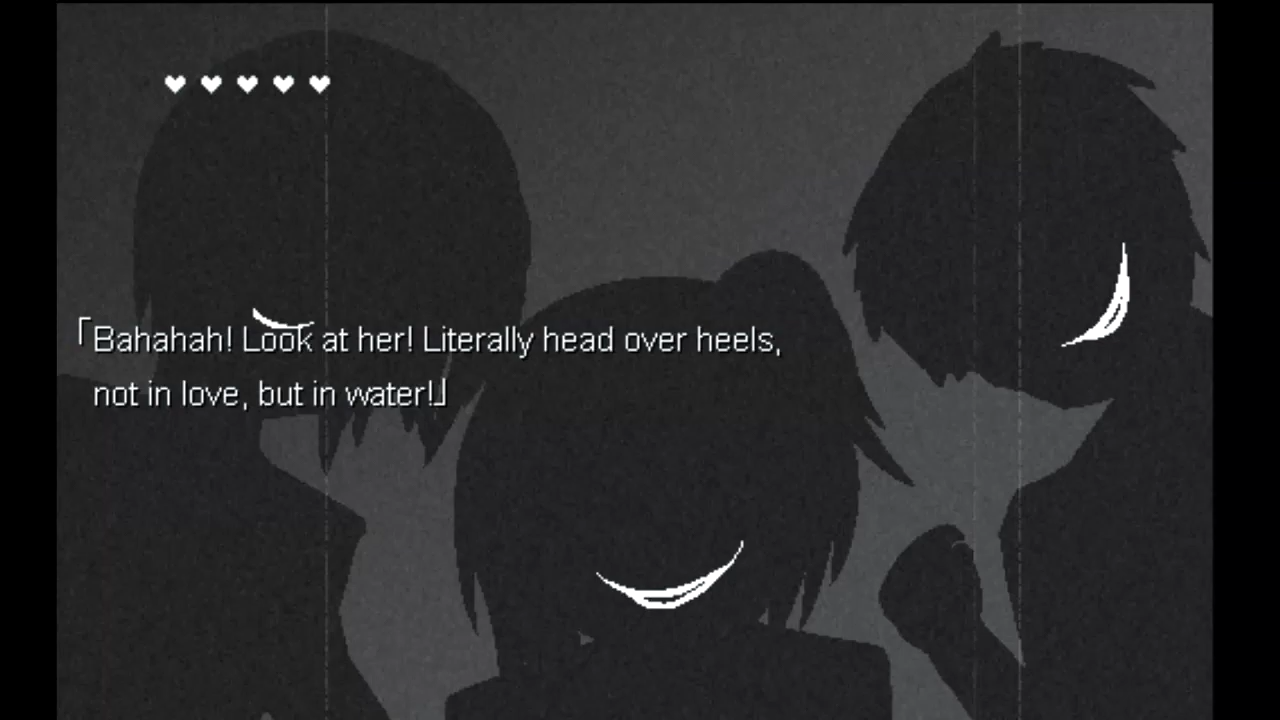 「Bahahah! Look at her! Literally head over heels,
not in love, but in water!」